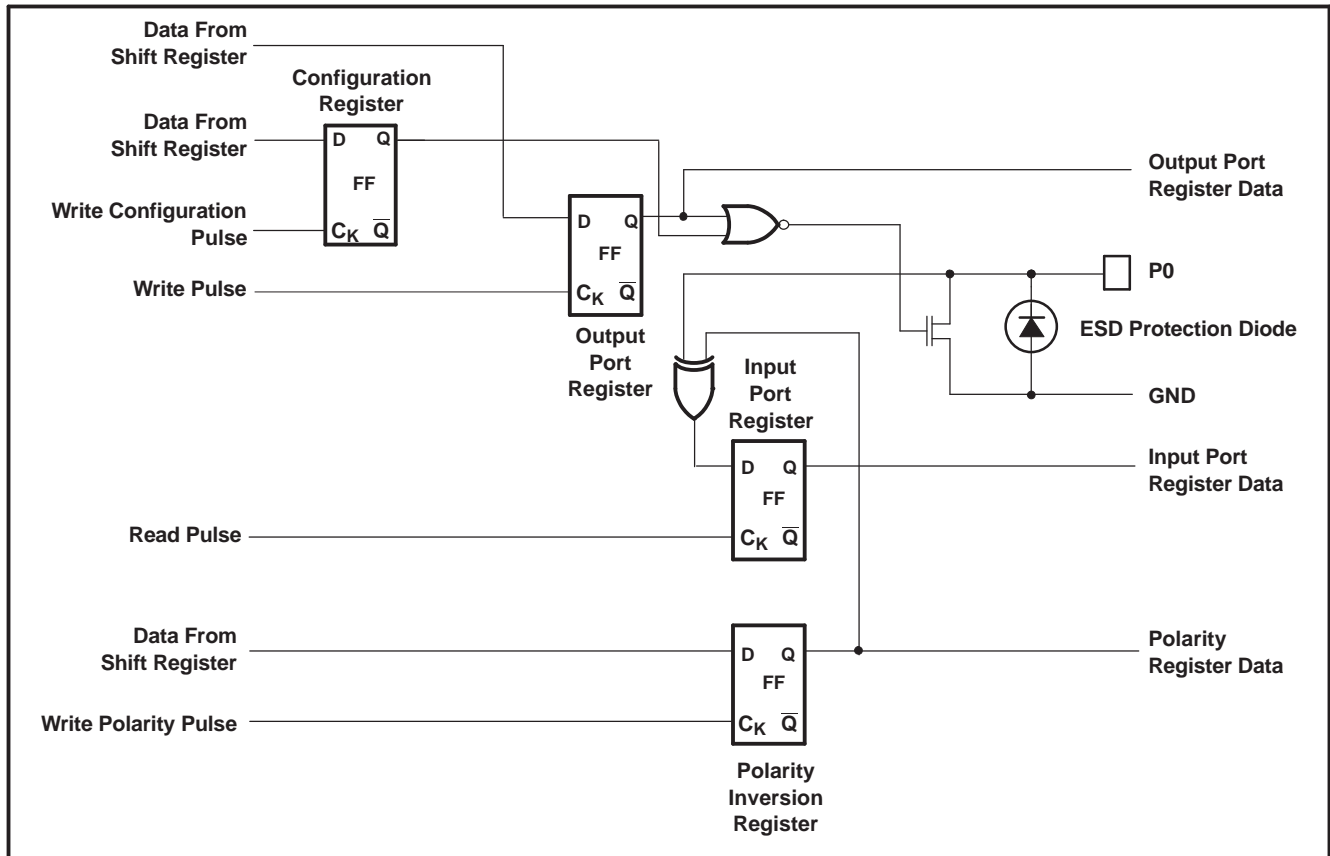 Data From
Shift Register
Configuration
Register
Data From
Shift Register
D Q
FF
Write Configuration
Pulse
CK Q̅
Output Port
Register Data
D Q
FF
Write Pulse
CK Q̅
P0
ESD Protection Diode
Output
Port
Register
Input
Port
Register
GND
D Q
FF
Input Port
Register Data
Read Pulse
CK Q̅
Data From
Shift Register
D Q
FF
Polarity
Register Data
Write Polarity Pulse
CK Q̅
Polarity
Inversion
Register